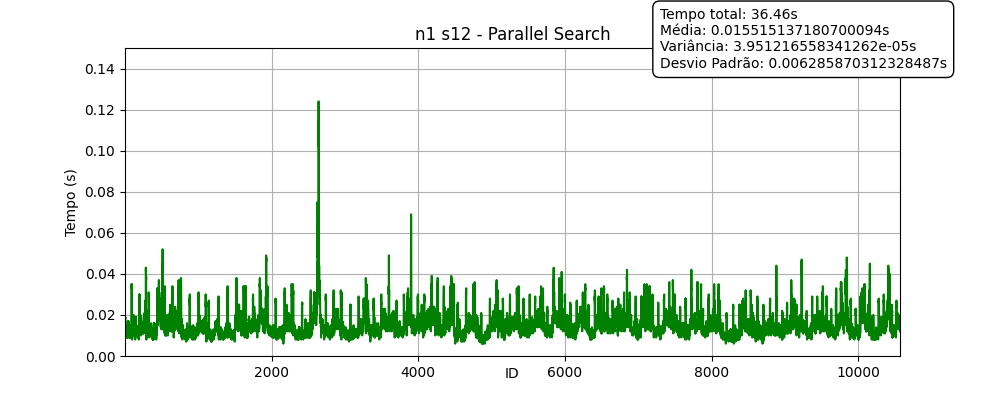 Tempo total: 36.46s
Média: 0.015515137180700094s
Variância: 3.951216558341262e-05s
Desvio Padrão: 0.006285870312328487s
n1 s12 - Parallel Search
0.14
0.12
0.10
0.08
0.06
0.04
0.02
0.00
Tempo (s)
2000
4000
6000
8000
10000
ID